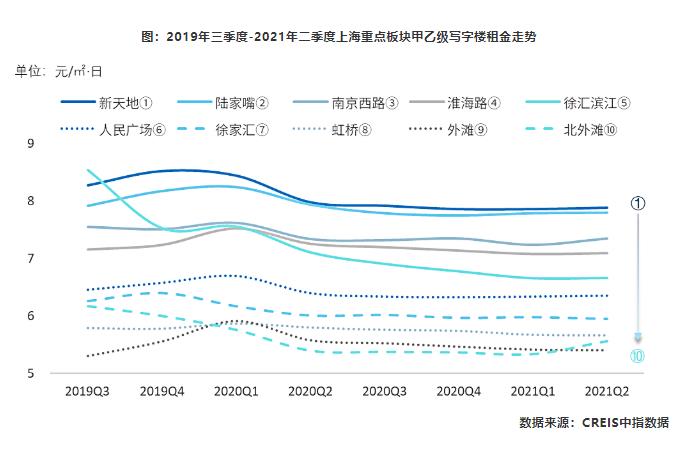 图：2019年三季度-2021年二季度上海重点板块甲乙级写字楼租金走势
单位：元/㎡·日
新天地① 陆家嘴② 南京西路③ 淮海路④ 徐汇滨江⑤
人民广场⑥ 徐家汇⑦ 虹桥⑧ 外滩⑨ 北外滩⑩
9
8
7
6
5
①
⑩
2019Q3 2019Q4 2020Q1 2020Q2 2020Q3 2020Q4 2021Q1 2021Q2
数据来源：CREIS中指数据